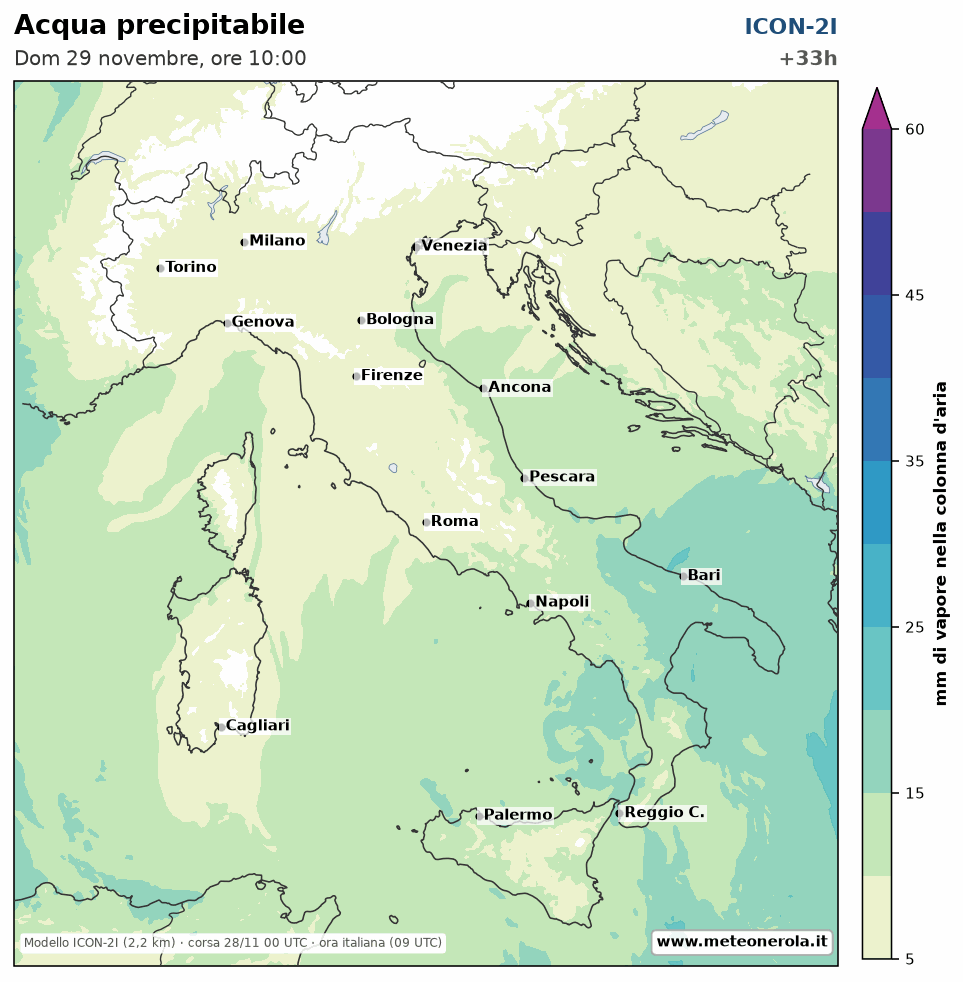 Acqua precipitabile
ICON-2I
Dom 29 novembre, ore 10:00
+33h
60
45
35
25
15
5
mm di vapore nella colonna d'aria
Milano
Venezia
Torino
Genova
Bologna
Firenze
Ancona
Pescara
Roma
Bari
Napoli
Cagliari
Palermo
Reggio C.
Modello ICON-2I (2,2 km) · corsa 28/11 00 UTC · ora italiana (09 UTC)
www.meteonerola.it